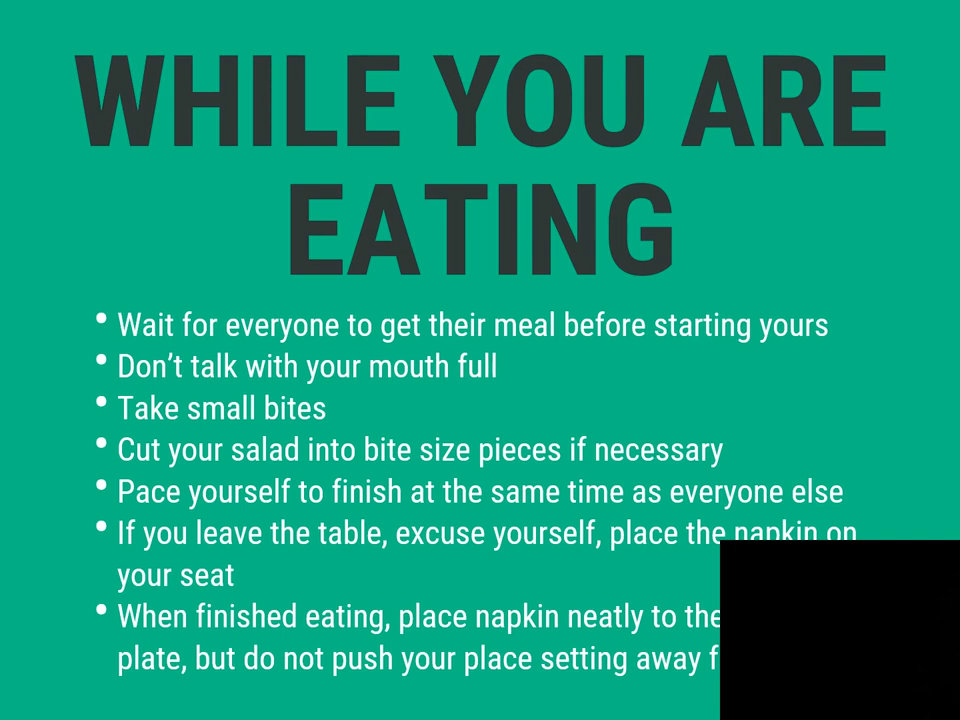 WHILE YOU ARE
EATING
• Wait for everyone to get their meal before starting yours
• Don’t talk with your mouth full
• Take small bites
• Cut your salad into bite size pieces if necessary
• Pace yourself to finish at the same time as everyone else
• If you leave the table, excuse yourself, place the napkin on
your seat
• When finished eating, place napkin neatly to the
plate, but do not push your place setting away